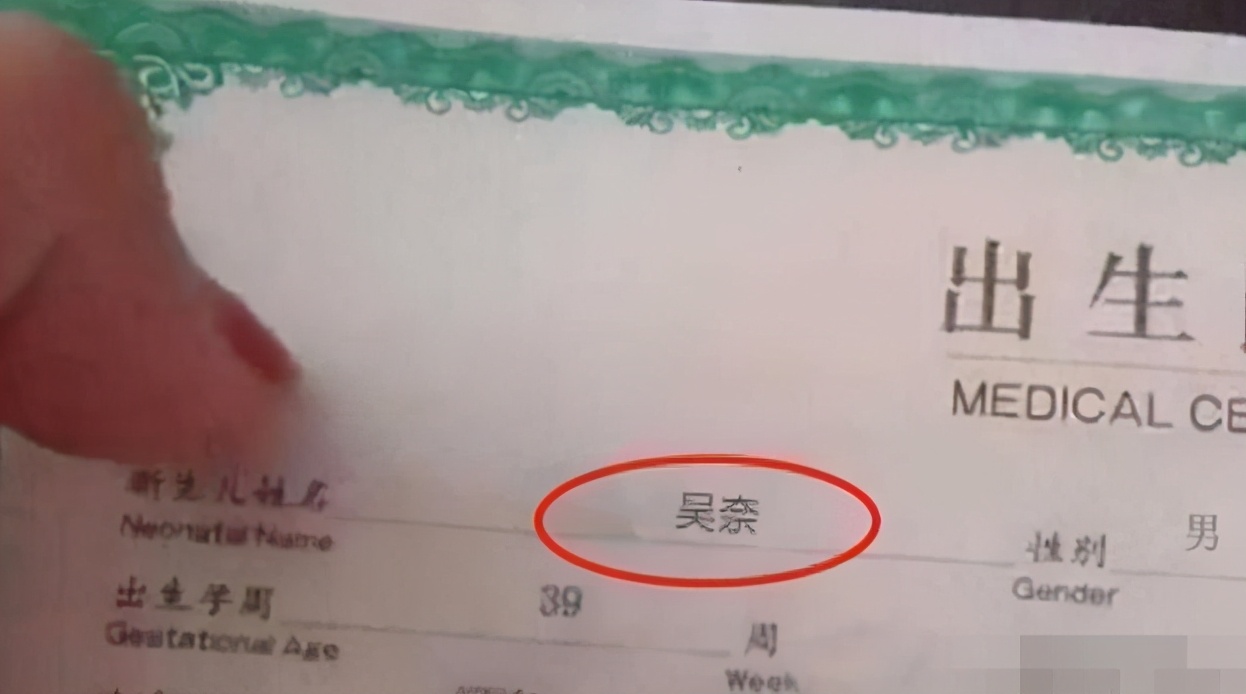 出生
MEDICAL CE
新生儿姓名 吴奈 性别 男
Neonatal Name Gender
出生孕周 39 周
Gestational Age Week